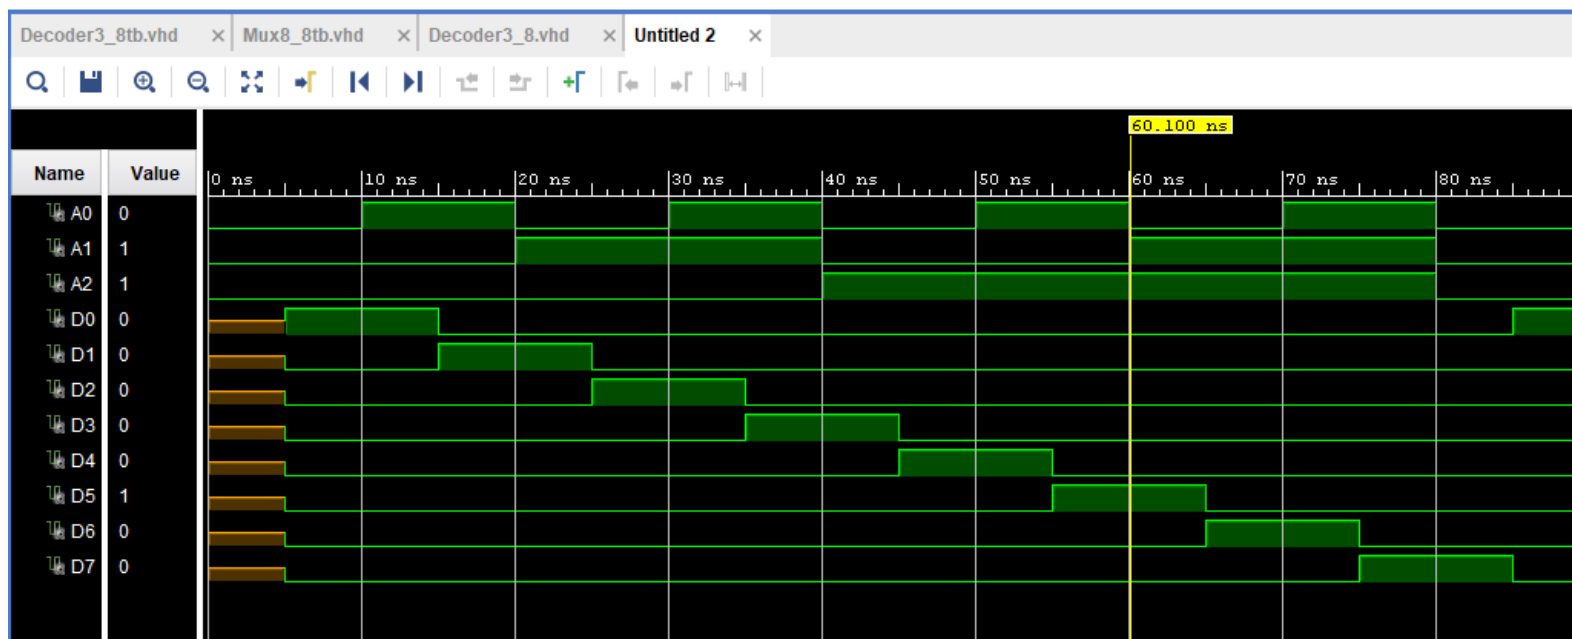 Decoder3_8tb.vhd × Mux8_8tb.vhd × Decoder3_8.vhd × Untitled 2 ×
60.100 ns
Name Value 0 ns 10 ns 20 ns 30 ns 40 ns 50 ns 60 ns 70 ns 80 ns
A0 0
A1 1
A2 1
D0 0
D1 0
D2 0
D3 0
D4 0
D5 1
D6 0
D7 0